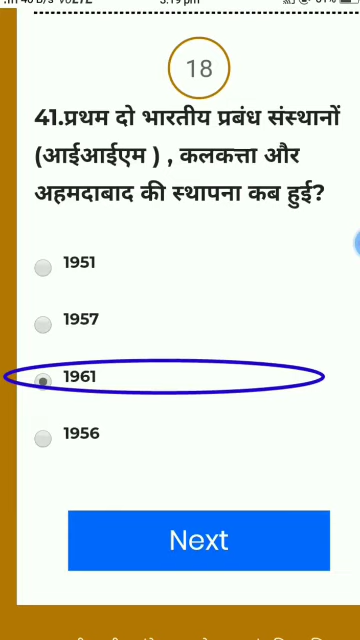 18
41.प्रथम दो भारतीय प्रबंध संस्थानों
(आईआईएम ) , कलकत्ता और
अहमदाबाद की स्थापना कब हुई?
1951
1957
1961
1956
Next